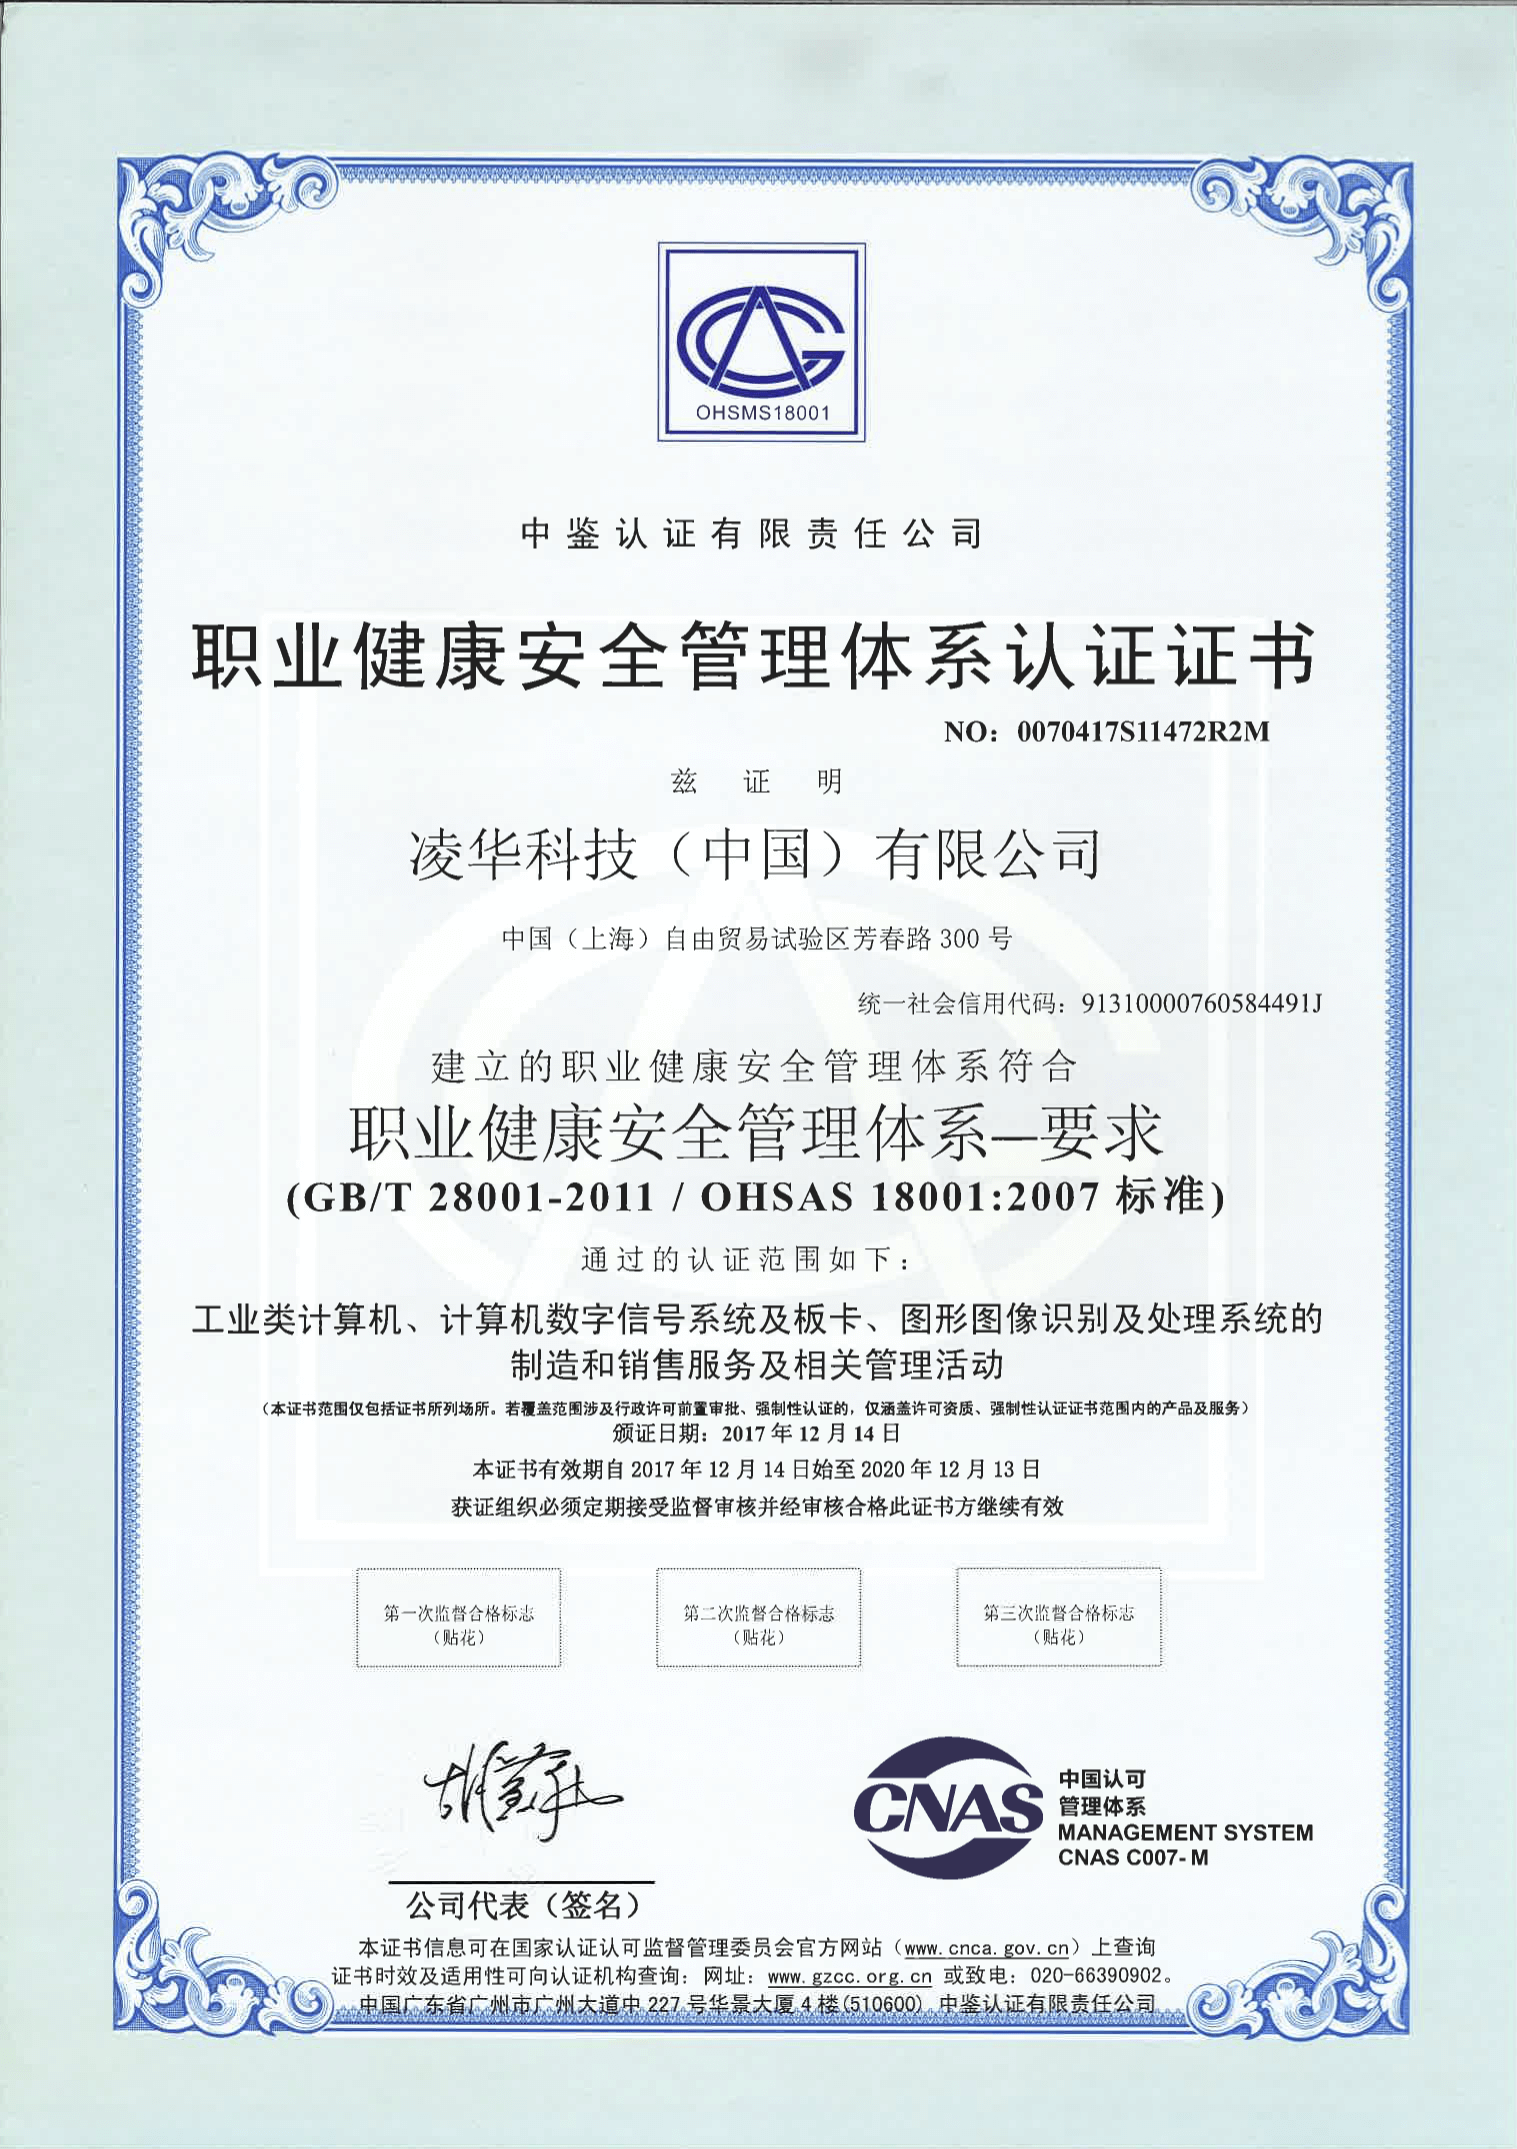 OHSMS18001
中鉴认证有限责任公司
职业健康安全管理体系认证证书
NO：0070417S11472R2M
兹 证 明
凌华科技（中国）有限公司
中国（上海）自由贸易试验区芳春路 300 号
统一社会信用代码：91310000760584491J
建立的职业健康安全管理体系符合
职业健康安全管理体系—要求
(GB/T 28001-2011 / OHSAS 18001:2007 标准)
通过的认证范围如下：
工业类计算机、计算机数字信号系统及板卡、图形图像识别及处理系统的
制造和销售服务及相关管理活动
（本证书范围仅包括证书所列场所。若覆盖范围涉及行政许可前置审批、强制性认证的，仅涵盖许可资质、强制性认证证书范围内的产品及服务）
颁证日期：2017 年 12 月 14 日
本证书有效期自 2017 年 12 月 14 日始至 2020 年 12 月 13 日
获证组织必须定期接受监督审核并经审核合格此证书方继续有效
第一次监督合格标志
（贴花）
第二次监督合格标志
（贴花）
第三次监督合格标志
（贴花）
CNAS
中国认可
管理体系
MANAGEMENT SYSTEM
CNAS C007-M
公司代表（签名）
本证书信息可在国家认证认可监督管理委员会官方网站（www.cnca.gov.cn）上查询
证书时效及适用性可向认证机构查询：网址：www.gzcc.org.cn 或致电：020-66390902。
中国广东省广州市广州大道中 227 号华景大厦 4 楼(510600) 中鉴认证有限责任公司